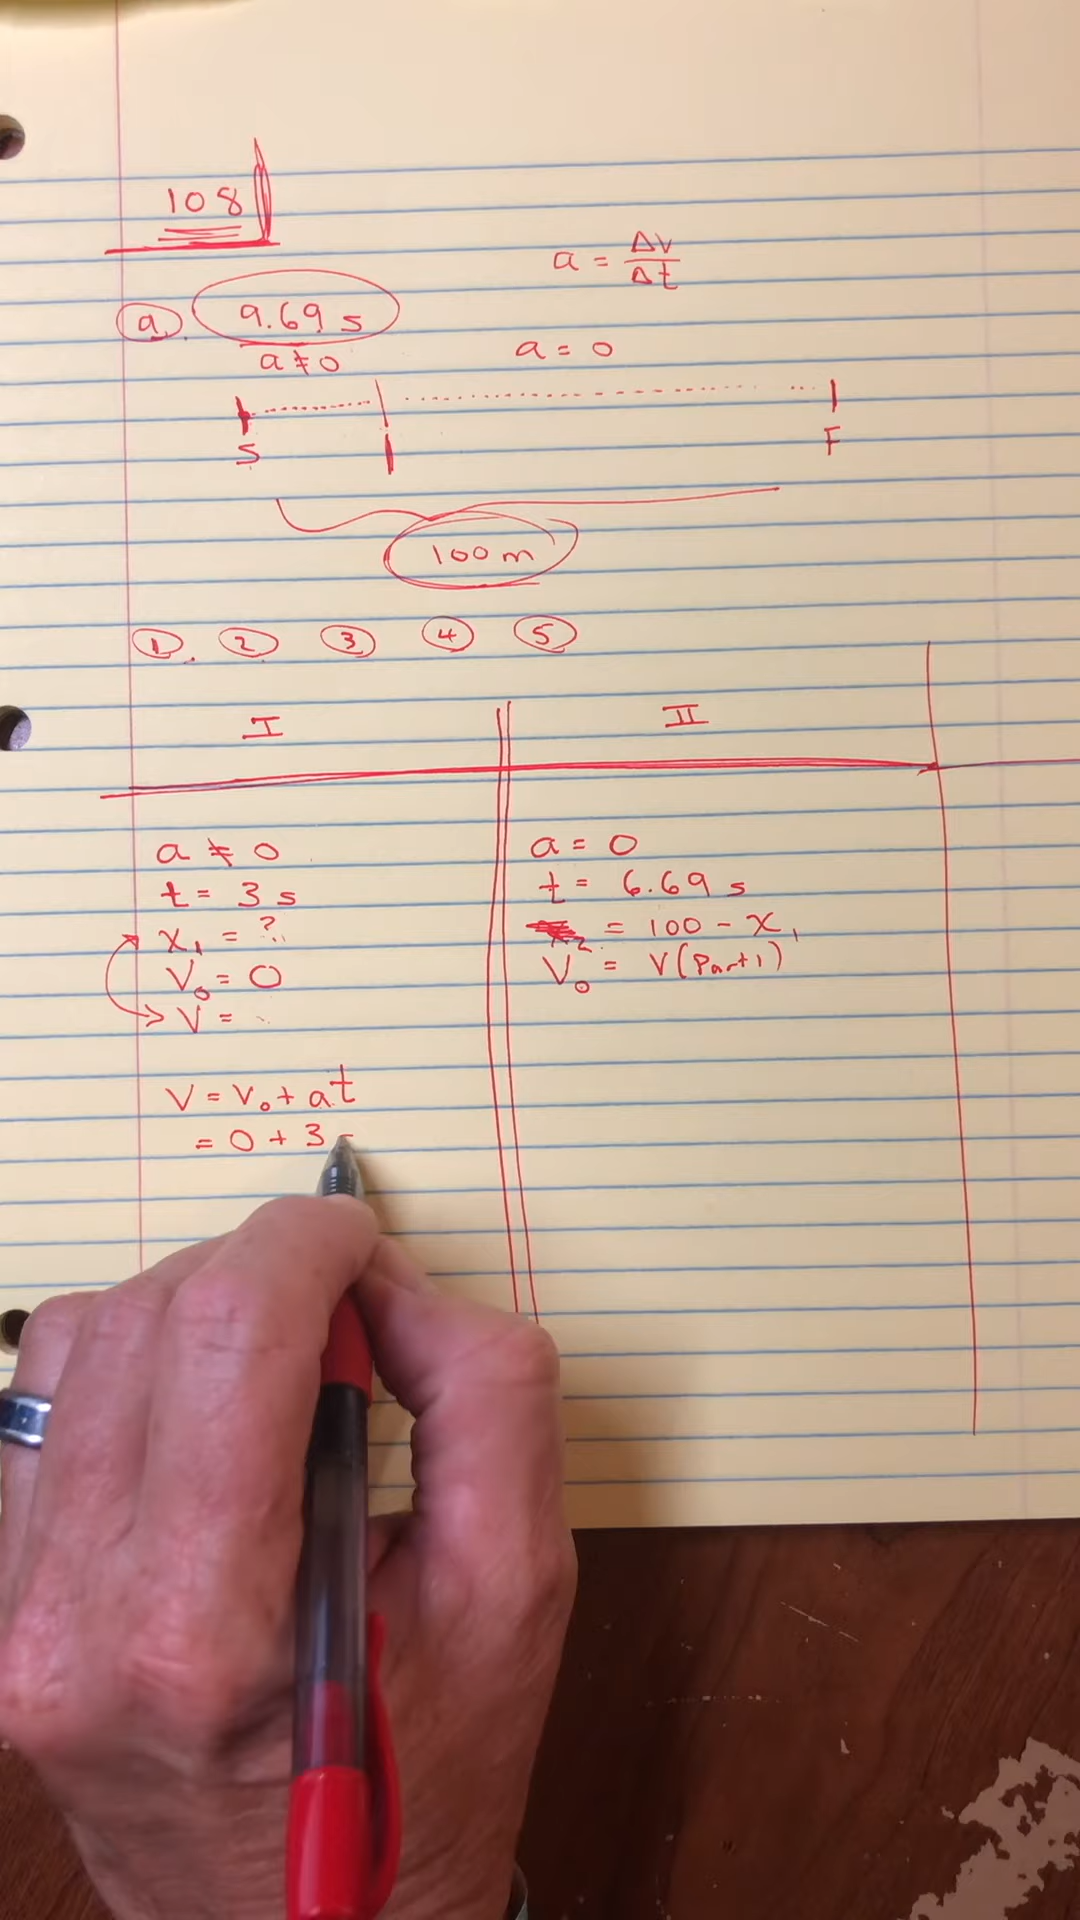 108
a = Δv/Δt
a. 9.69 s
a ≠ 0 a = 0
S F
100 m
1. 2 3 4 5
I II
a ≠ 0 a = 0
t = 3 s t = 6.69 s
x₁ = ? = 100 - x₁
V₀ = 0 V₀ = V(Part 1)
V =
V = V₀ + at
= 0 + 3